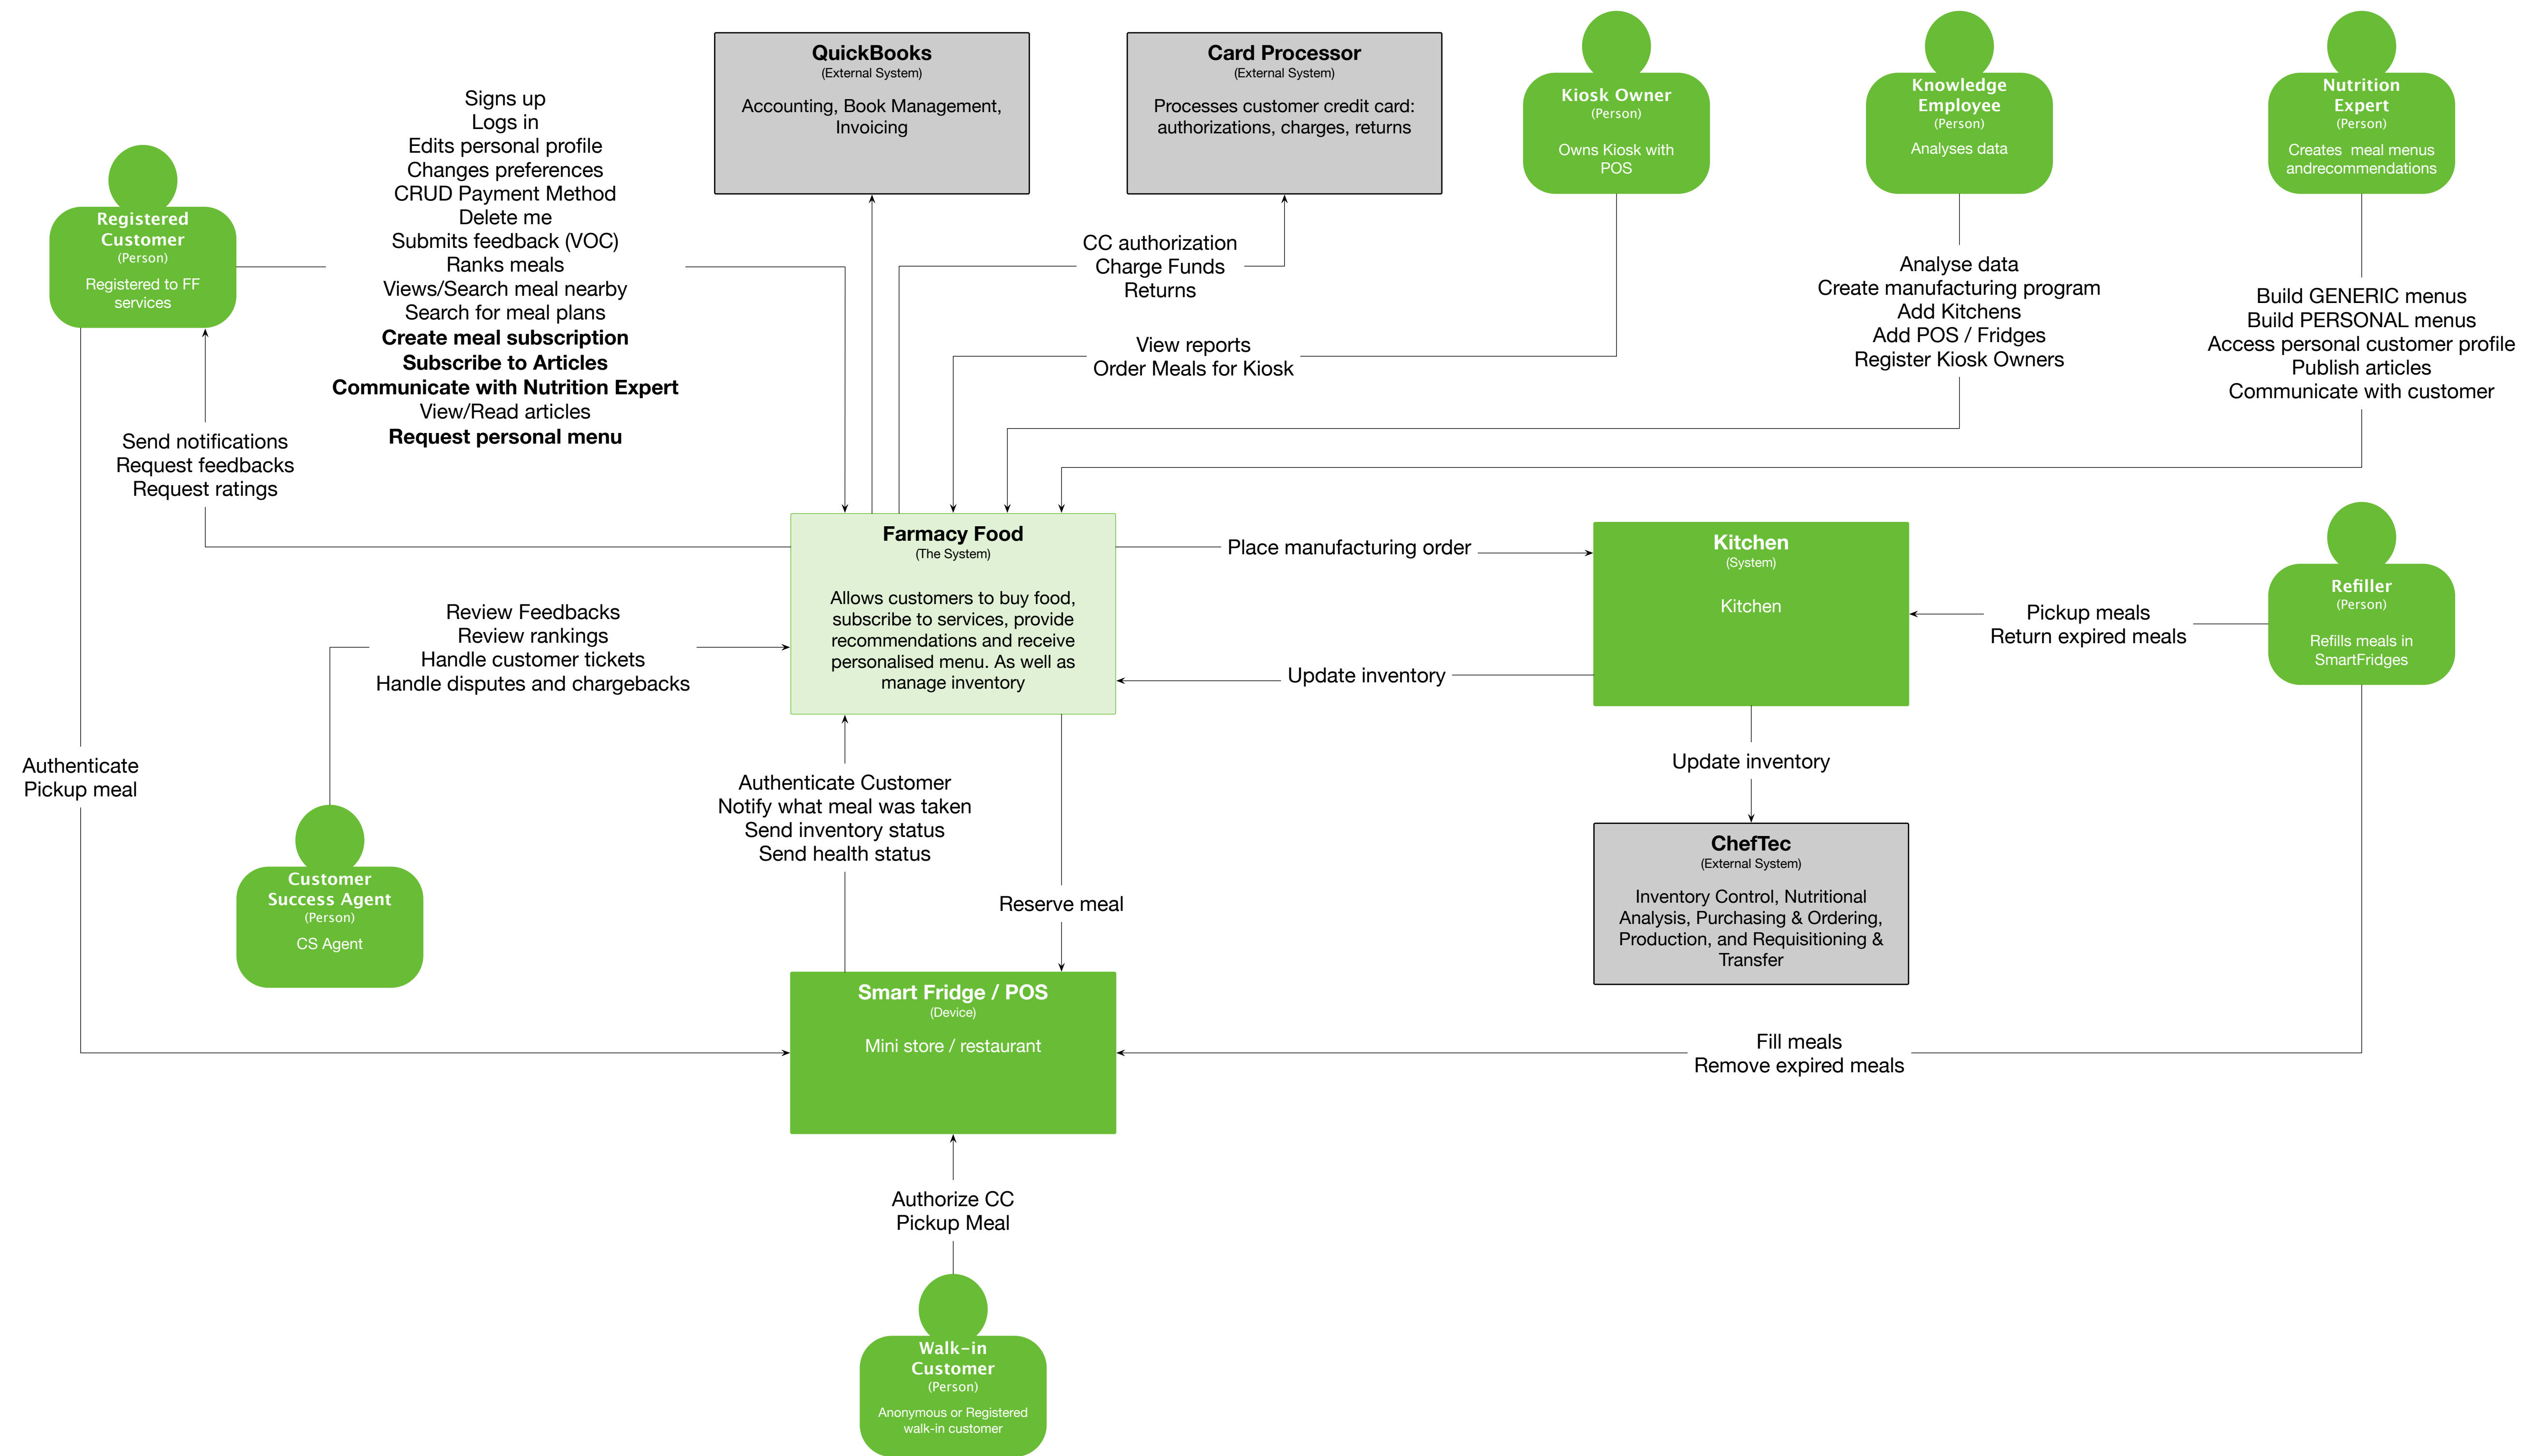 QuickBooks
(External System)
Accounting, Book Management,
Invoicing
Card Processor
(External System)
Processes customer credit card:
authorizations, charges, returns
Kiosk Owner
(Person)
Owns Kiosk with
POS
Knowledge
Employee
(Person)
Analyses data
Nutrition
Expert
(Person)
Creates  meal menus
andrecommendations
Registered
Customer
(Person)
Registered to FF
services
Signs up
Logs in
Edits personal profile
Changes preferences
CRUD Payment Method
Delete me
Submits feedback (VOC)
Ranks meals
Views/Search meal nearby
Search for meal plans
Create meal subscription
Subscribe to Articles
Communicate with Nutrition Expert
View/Read articles
Request personal menu
CC authorization
Charge Funds
Returns
View reports
Order Meals for Kiosk
Analyse data
Create manufacturing program
Add Kitchens
Add POS / Fridges
Register Kiosk Owners
Build GENERIC menus
Build PERSONAL menus
Access personal customer profile
Publish articles
Communicate with customer
Send notifications
Request feedbacks
Request ratings
Farmacy Food
(The System)
Allows customers to buy food,
subscribe to services, provide
recommendations and receive
personalised menu. As well as
manage inventory
Place manufacturing order
Kitchen
(System)
Kitchen
Refiller
(Person)
Refills meals in
SmartFridges
Pickup meals
Return expired meals
Review Feedbacks
Review rankings
Handle customer tickets
Handle disputes and chargebacks
Update inventory
Authenticate
Pickup meal
Authenticate Customer
Notify what meal was taken
Send inventory status
Send health status
Update inventory
Customer
Success Agent
(Person)
CS Agent
Reserve meal
ChefTec
(External System)
Inventory Control, Nutritional
Analysis, Purchasing & Ordering,
Production, and Requisitioning &
Transfer
Smart Fridge / POS
(Device)
Mini store / restaurant
Fill meals
Remove expired meals
Authorize CC
Pickup Meal
Walk-in
Customer
(Person)
Anonymous or Registered
walk-in customer